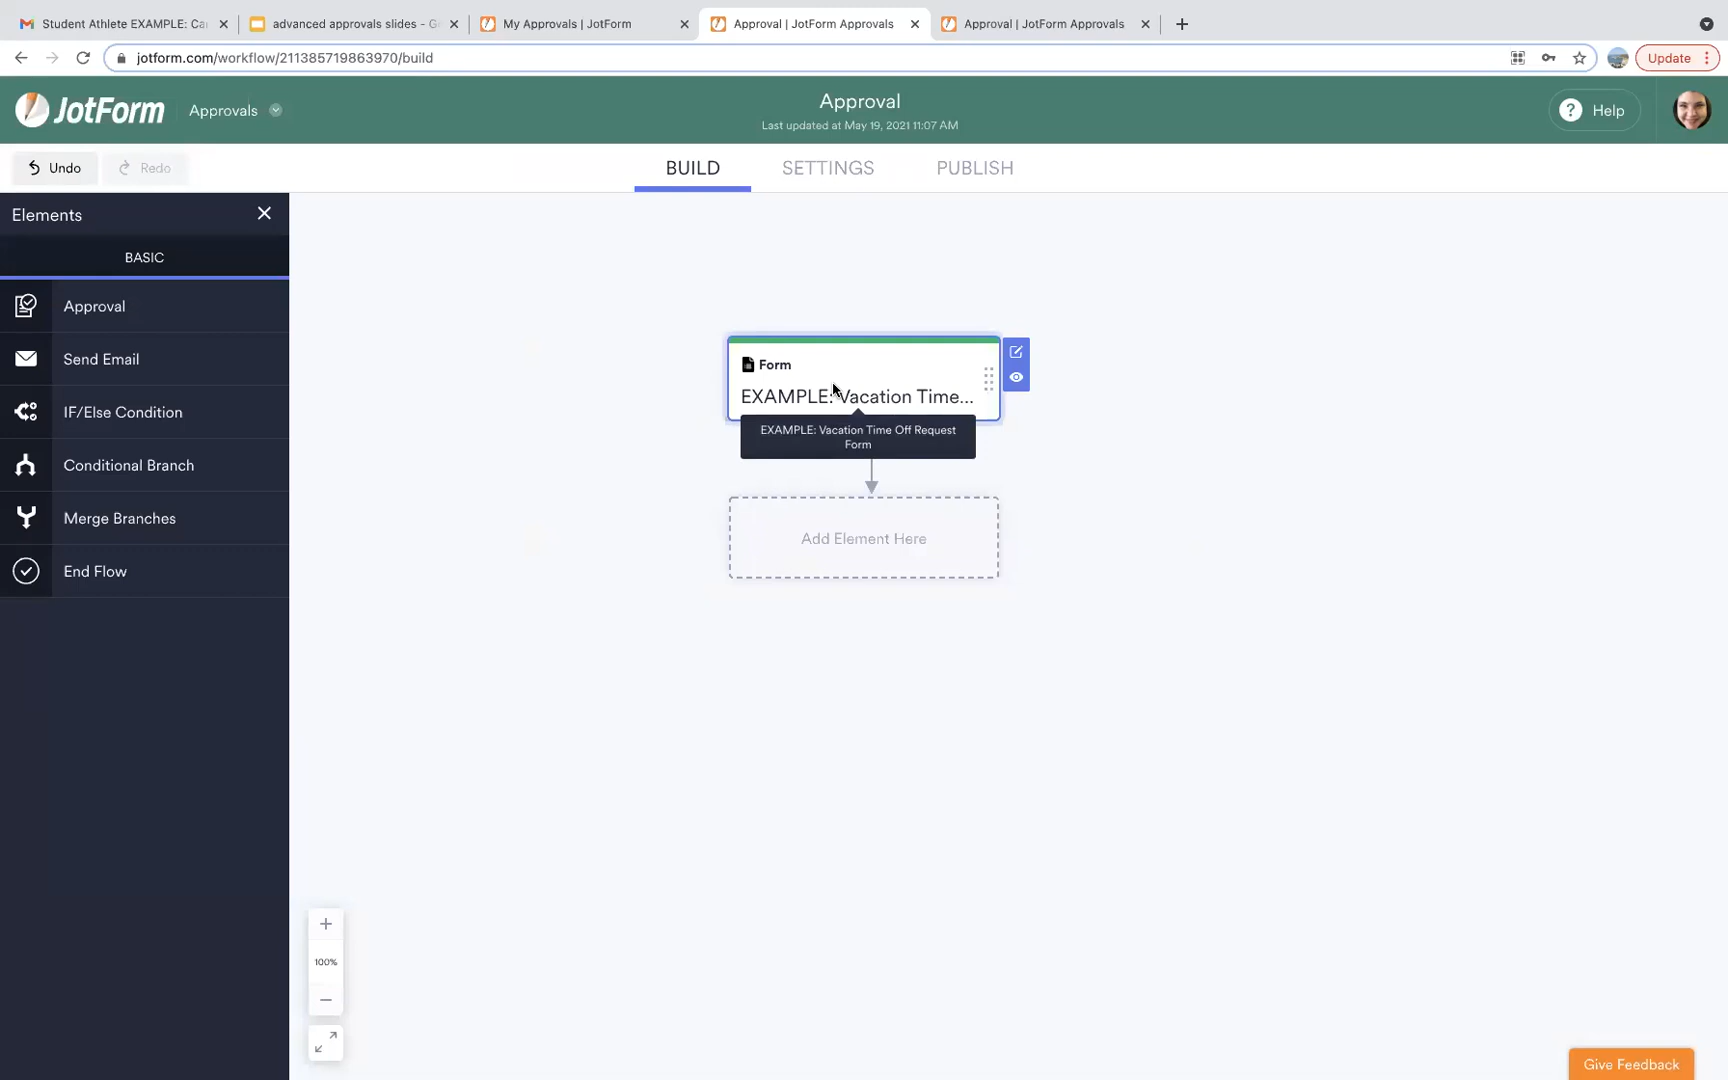 Student Athlete EXAMPLE: Ca
advanced approvals slides - G
My Approvals | JotForm
Approval | JotForm Approvals
Approval | JotForm Approvals
jotform.com/workflow/211385719863970/build
Update
JotForm
Approvals
Approval
Last updated at May 19, 2021 11:07 AM
? Help
Undo
Redo
BUILD
SETTINGS
PUBLISH
Elements
BASIC
Approval
Send Email
IF/Else Condition
Conditional Branch
Merge Branches
End Flow
Form
EXAMPLE: Vacation Time...
EXAMPLE: Vacation Time Off Request
Form
Add Element Here
100%
Give Feedback